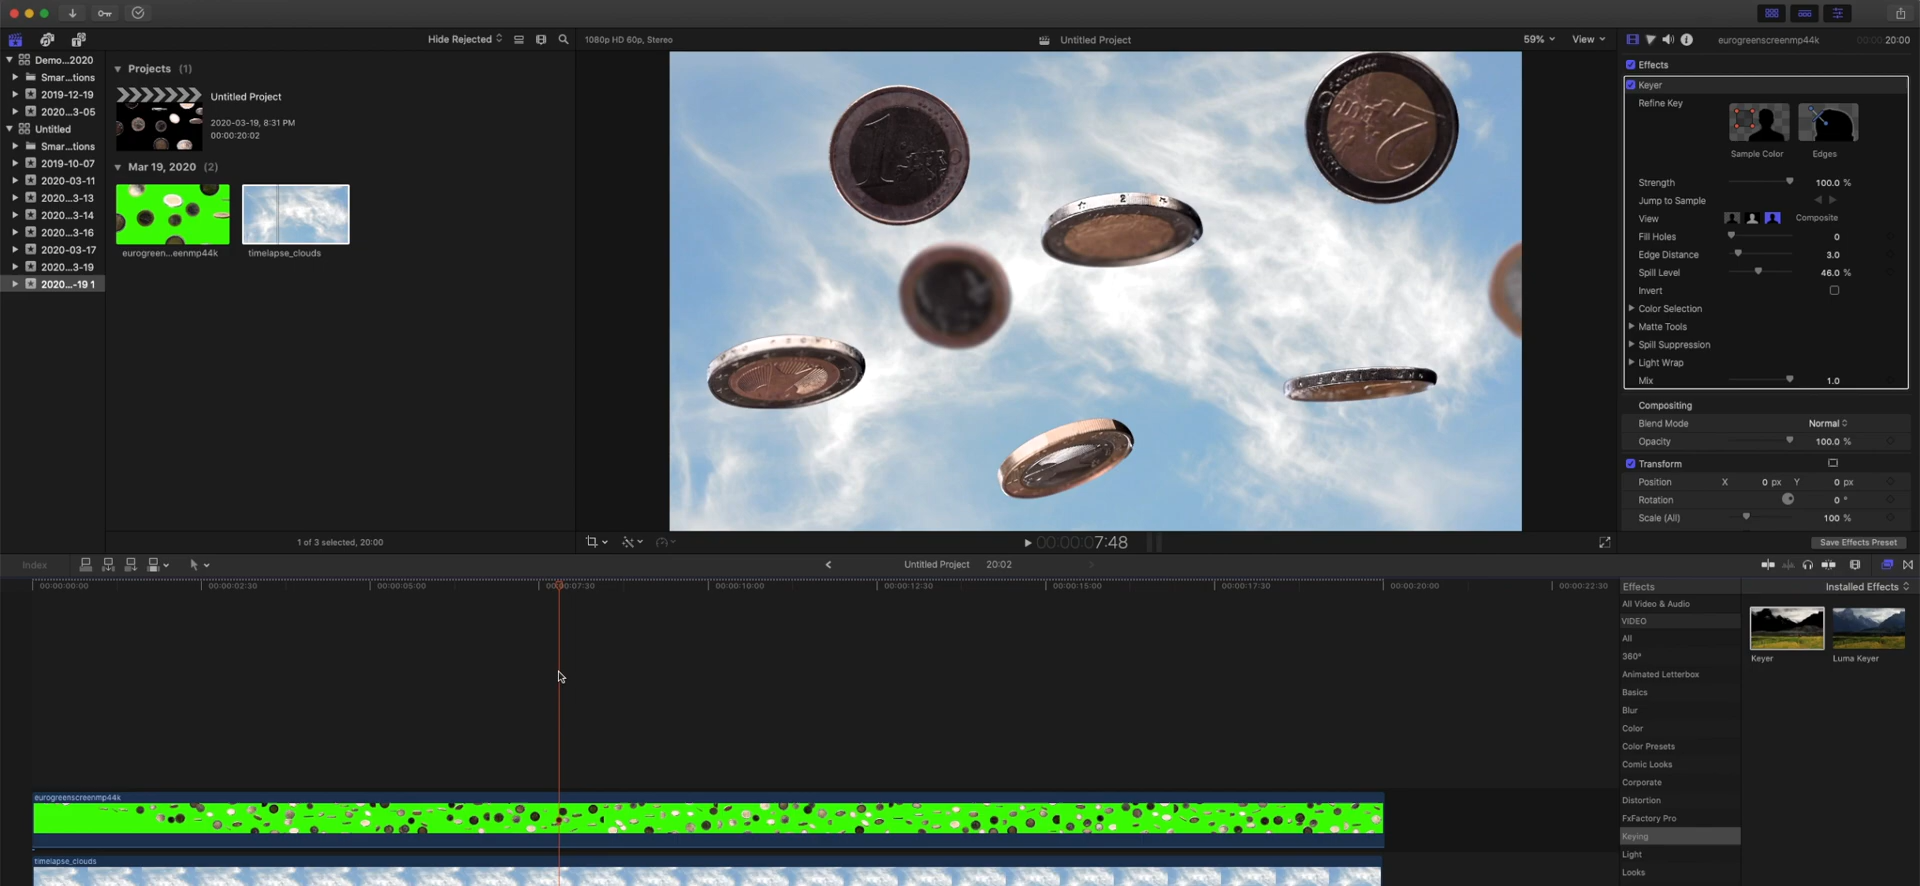 Hide Rejected
1080p HD 60p, Stereo
Untitled Project
59%
View
eurogreenscreenmp44k
00:00 20:00
Demo...2020
Smar...tions
2019-12-19
2020...3-05
Untitled
Smar...tions
2019-10-07
2020-03-11
2020...3-13
2020...3-14
2020...3-16
2020-03-17
2020...3-19
2020...-19 1
Projects (1)
Untitled Project
2020-03-19, 8:31 PM
00:00:20:02
Mar 19, 2020 (2)
eurogreen...eenmp44k
timelapse_clouds
1 of 3 selected, 20:00
1 EURO
2
2
Effects
Keyer
Refine Key
Sample Color
Edges
Strength 100.0 %
Jump to Sample
View Composite
Fill Holes 0
Edge Distance 3.0
Spill Level 46.0 %
Invert
Color Selection
Matte Tools
Spill Suppression
Light Wrap
Mix 1.0
Compositing
Blend Mode Normal
Opacity 100.0 %
Transform
Position X 0 px Y 0 px
Rotation 0 °
Scale (All) 100 %
Save Effects Preset
00:00:07:48
Index
Untitled Project 20:02
00:00:00:00
00:00:02:30
00:00:05:00
00:00:07:30
00:00:10:00
00:00:12:30
00:00:15:00
00:00:17:30
00:00:20:00
00:00:22:30
eurogreenscreenmp44k
timelapse_clouds
Effects
Installed Effects
All Video & Audio
VIDEO
All
360°
Animated Letterbox
Basics
Blur
Color
Color Presets
Comic Looks
Corporate
Distortion
FxFactory Pro
Keying
Light
Looks
Keyer
Luma Keyer